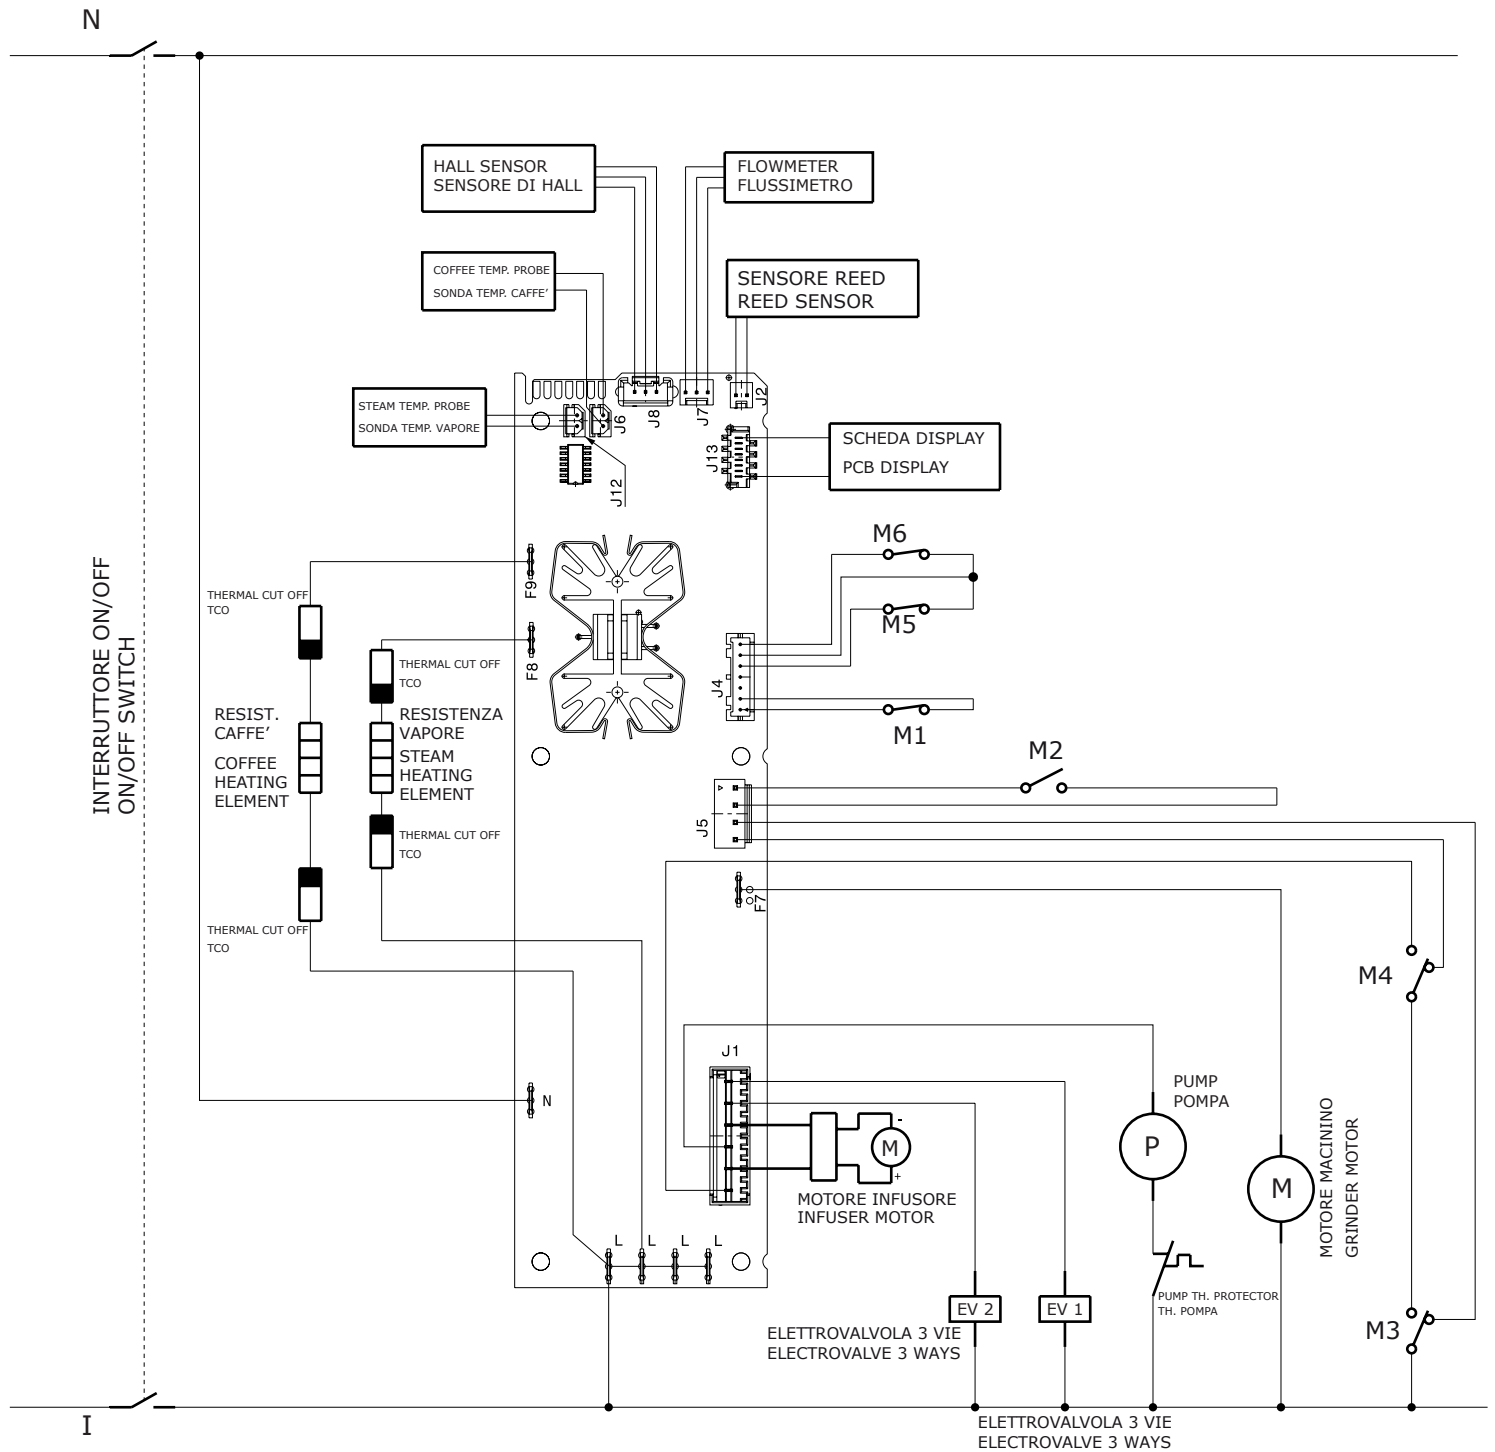 N
HALL SENSOR
SENSORE DI HALL
FLOWMETER
FLUSSIMETRO
COFFEE TEMP. PROBE
SONDA TEMP. CAFFE'
SENSORE REED
REED SENSOR
STEAM TEMP. PROBE
SONDA TEMP. VAPORE
J6
J8
J7
J2
J13
J12
SCHEDA DISPLAY
PCB DISPLAY
M6
M5
INTERRUTTORE ON/OFF
ON/OFF SWITCH
THERMAL CUT OFF
TCO
F9
F8
THERMAL CUT OFF
TCO
J4
M1
RESIST.
CAFFE'
COFFEE
HEATING
ELEMENT
RESISTENZA
VAPORE
STEAM
HEATING
ELEMENT
M2
J5
THERMAL CUT OFF
TCO
F7
THERMAL CUT OFF
TCO
M4
J1
N
PUMP
POMPA
P
M
-
+
MOTORE INFUSORE
INFUSER MOTOR
M
MOTORE MACININO
GRINDER MOTOR
L
L
L
L
PUMP TH. PROTECTOR
TH. POMPA
EV 2
EV 1
M3
ELETTROVALVOLA 3 VIE
ELECTROVALVE 3 WAYS
I
ELETTROVALVOLA 3 VIE
ELECTROVALVE 3 WAYS